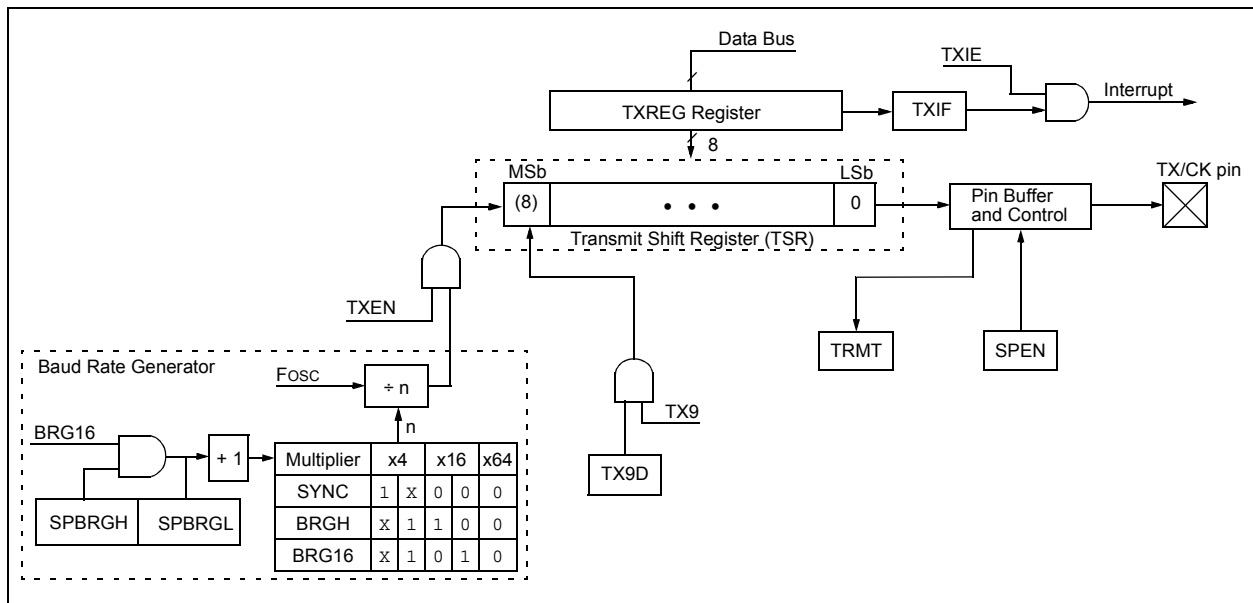 Data Bus
TXIE
Interrupt
TXREG Register
TXIF
8
MSb
LSb
TX/CK pin
(8)
• • •
0
Pin Buffer
and Control
Transmit Shift Register (TSR)
TXEN
TRMT
SPEN
Baud Rate Generator
FOSC
÷ n
TX9
n
BRG16
+ 1
Multiplier x4 x16 x64
TX9D
SYNC 1 X 0 0 0
SPBRGH SPBRGL
BRGH X 1 1 0 0
BRG16 X 1 0 1 0